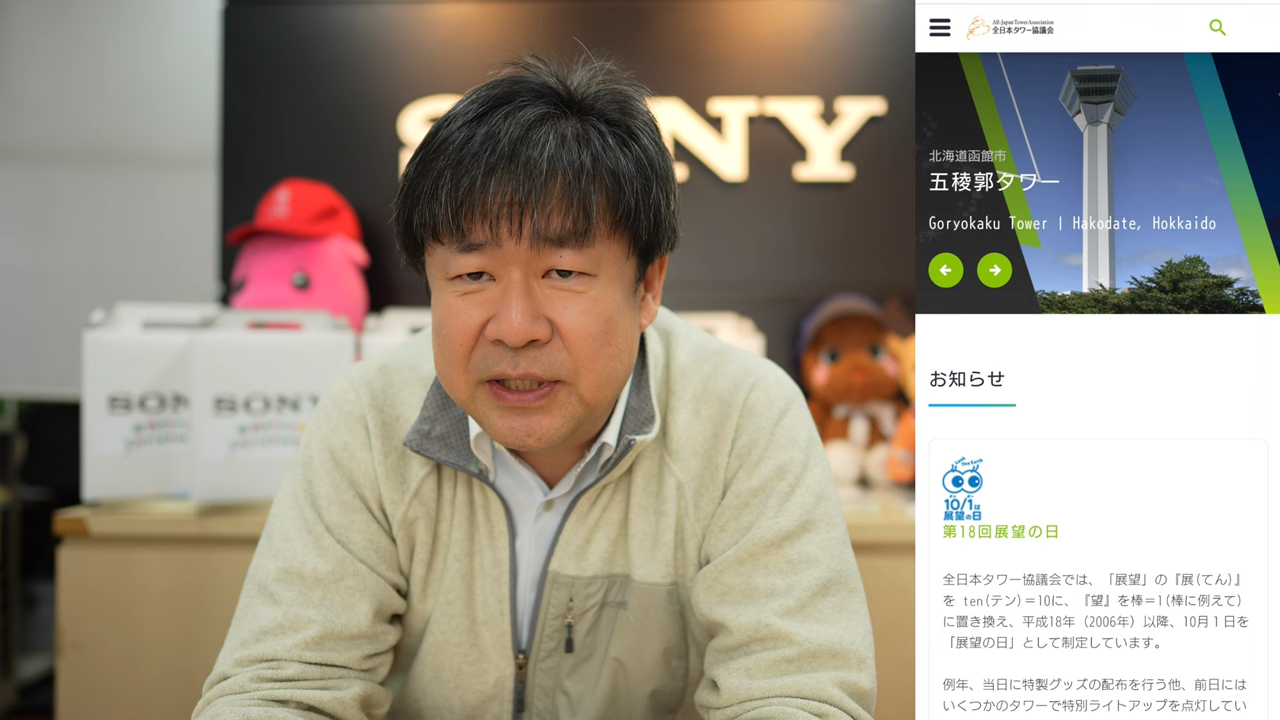 SONY
SON
SONY
All-Japan Tower Association
全日本タワー協議会
北海道函館市
五稜郭タワー
Goryokaku Tower | Hakodate, Hokkaido
お知らせ
Look The Earth
10/1は
展望の日
第18回展望の日
全日本タワー協議会では、「展望」の『展(てん)』
を ten(テン)＝10に、『望』を棒＝1(棒に例えて)
に置き換え、平成18年（2006年）以降、10月１日を
「展望の日」として制定しています。
例年、当日に特製グッズの配布を行う他、前日には
いくつかのタワーで特別ライトアップを点灯してい